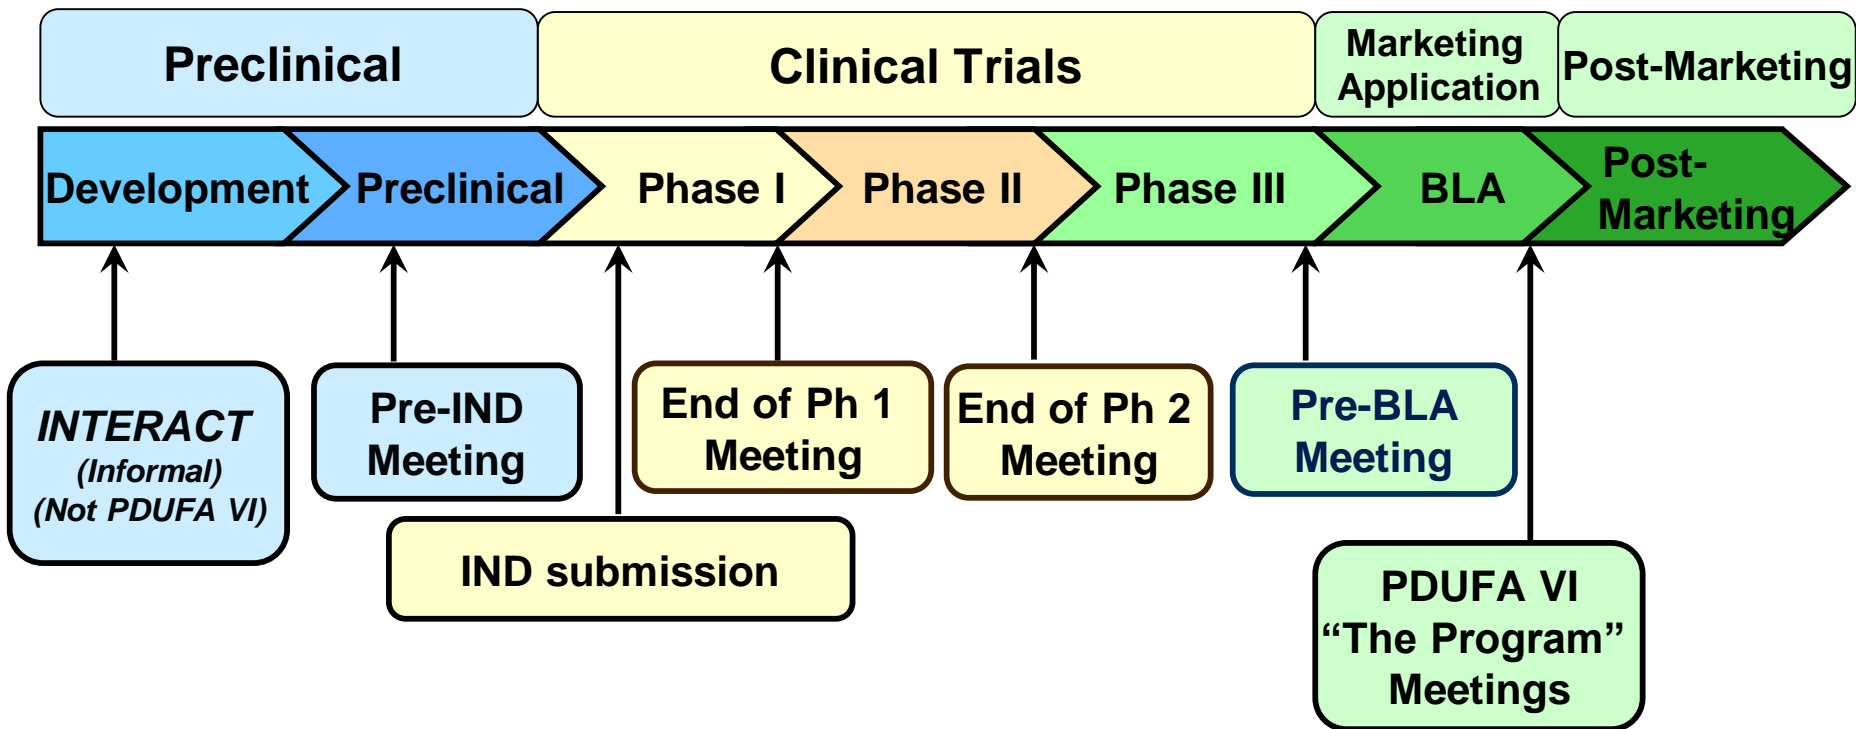 Preclinical
Clinical Trials
Marketing
Application
Post-Marketing
Development
Preclinical
Phase I
Phase II
Phase III
BLA
Post-
Marketing
INTERACT
(Informal)
(Not PDUFA VI)
Pre-IND
Meeting
End of Ph 1
Meeting
End of Ph 2
Meeting
Pre-BLA
Meeting
IND submission
PDUFA VI
“The Program”
Meetings